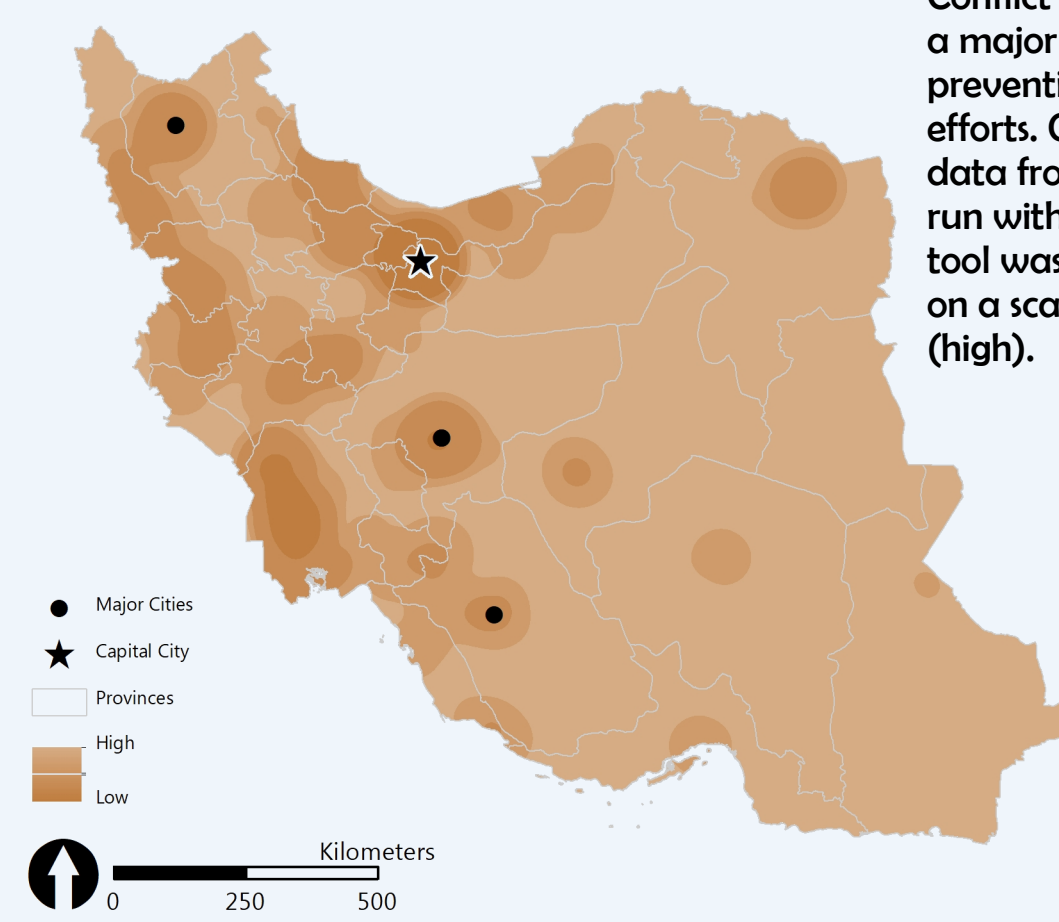 Conflict
a major
preventi
efforts. C
data fro
run with
tool was
on a sca
(high).
Major Cities
Capital City
Provinces
High
Low
Kilometers
0 250 500